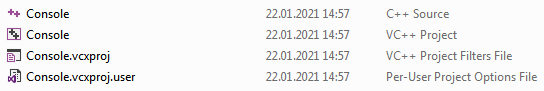 Console 22.01.2021 14:57 C++ Source
Console 22.01.2021 14:57 VC++ Project
Console.vcxproj 22.01.2021 14:57 VC++ Project Filters File
Console.vcxproj.user 22.01.2021 14:57 Per-User Project Options File